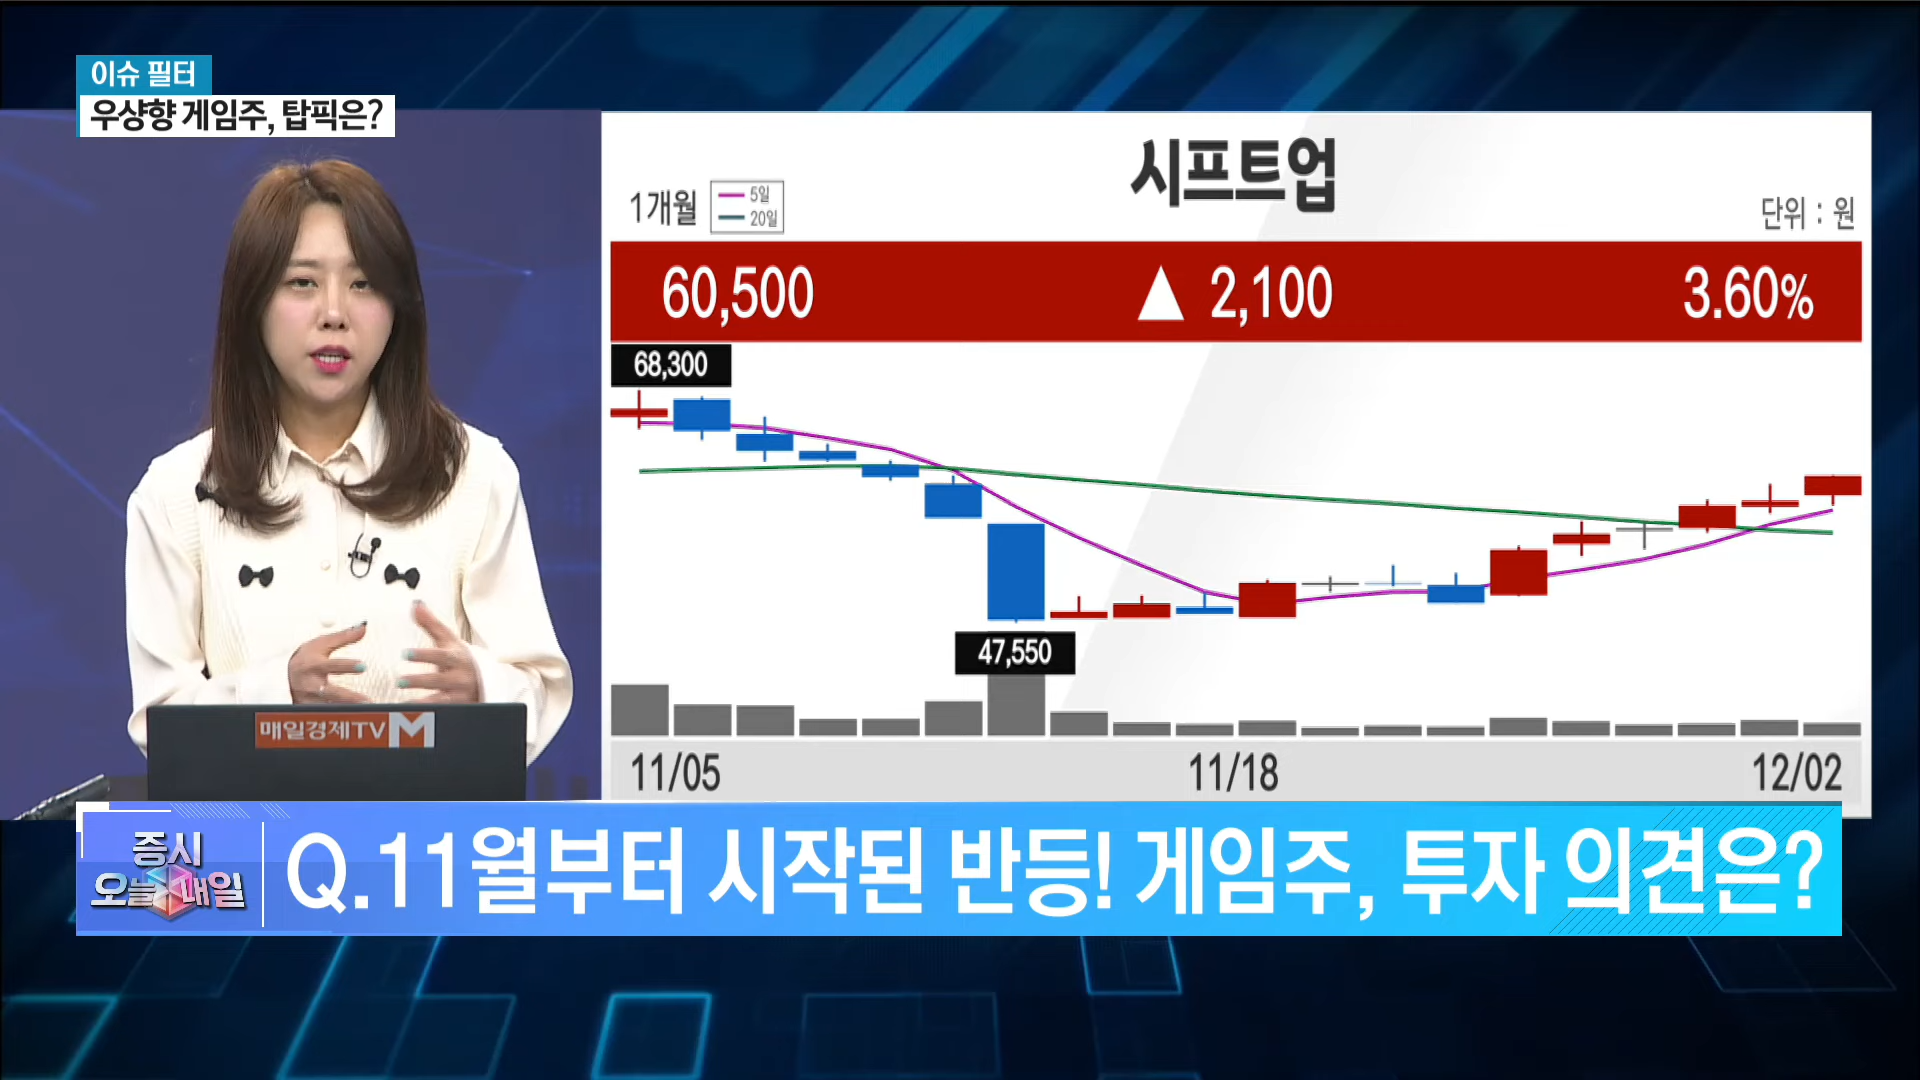 이슈 필터
우상향 게임주, 탑픽은?
시프트업
1개월
5일
20일
단위 : 원
60,500 ▲ 2,100 3.60%
68,300
47,550
11/05 11/18 12/02
매일경제TV M
증시
오늘 내일
Q.11월부터 시작된 반등! 게임주, 투자 의견은?